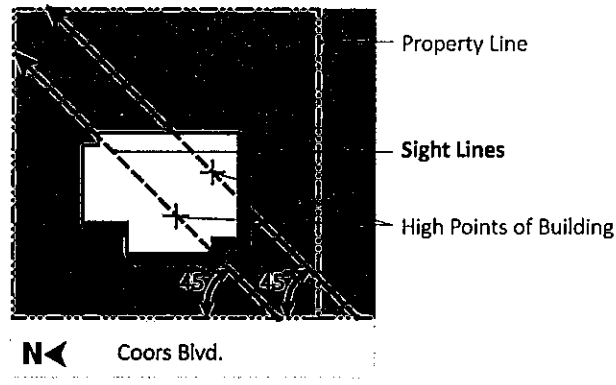 Property Line
Sight Lines
High Points of Building
45°
45°
N
Coors Blvd.